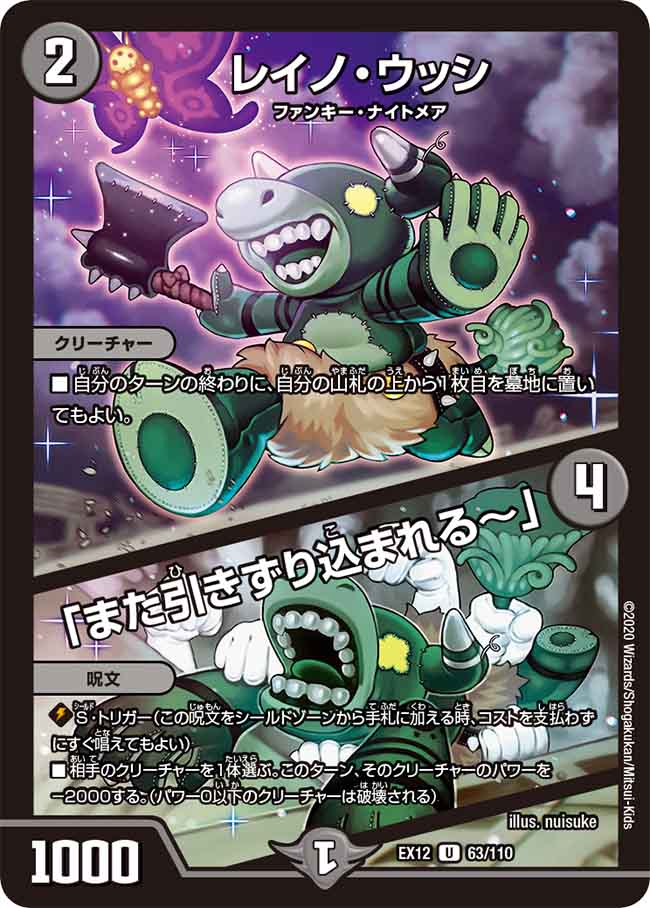 2
レイノ・ウッシ
ファンキー・ナイトメア
クリーチャー
■自分のターンの終わりに、自分の山札の上から1枚目を墓地に置い
てもよい。
4
「また引きずり込まれる〜」
呪文
S・トリガー(この呪文をシールドゾーンから手札に加える時、コストを支払わず
にすぐ唱えてもよい)
■相手のクリーチャーを1体選ぶ。このターン、そのクリーチャーのパワーを
-2000する。(パワー0以下のクリーチャーは破壊される)
illus. nuisuke
1000
1
EX12 U 63/110
©2020 Wizards/Shogakukan/Mitsui-Kids